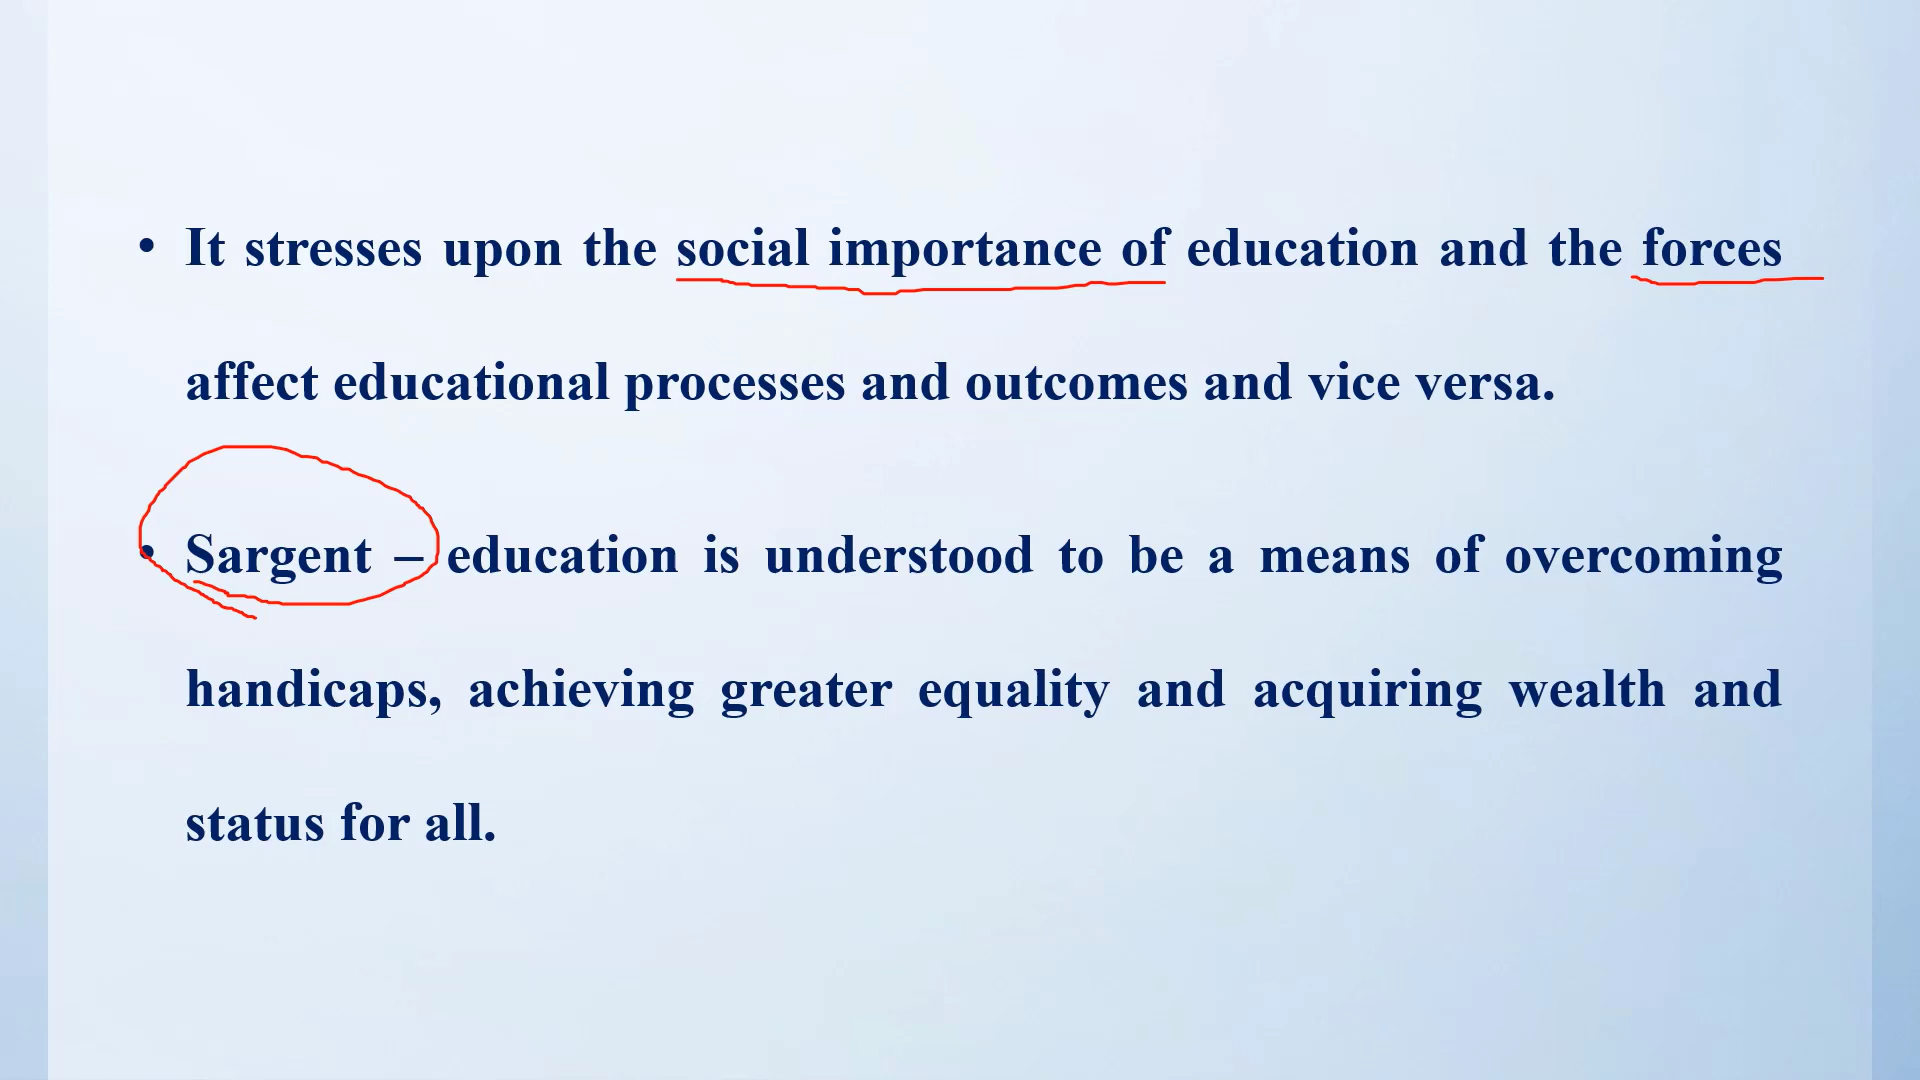 • It stresses upon the social importance of education and the forces
affect educational processes and outcomes and vice versa.
• Sargent – education is understood to be a means of overcoming
handicaps, achieving greater equality and acquiring wealth and
status for all.